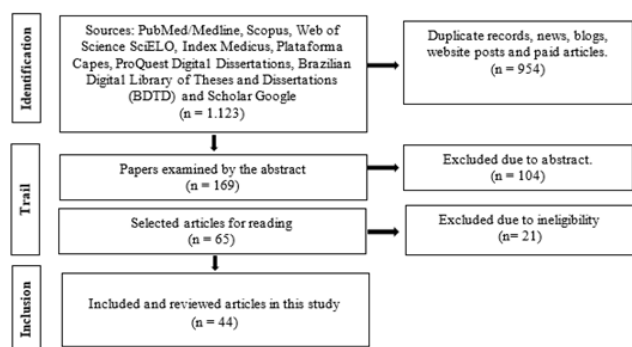 Identification
Sources: PubMed/Medline, Scopus, Web of
Science SciELO, Index Medicus, Plataforma
Capes, ProQuest Digital Dissertations, Brazilian
Digital Library of Theses and Dissertations
(BDTD) and Scholar Google
(n = 1.123)
Duplicate records, news, blogs,
website posts and paid articles.
(n = 954)
Trail
Papers examined by the abstract
(n = 169)
Excluded due to abstract.
(n = 104)
Selected articles for reading
(n = 65)
Excluded due to ineligibility
(n= 21)
Inclusion
Included and reviewed articles in this study
(n = 44)